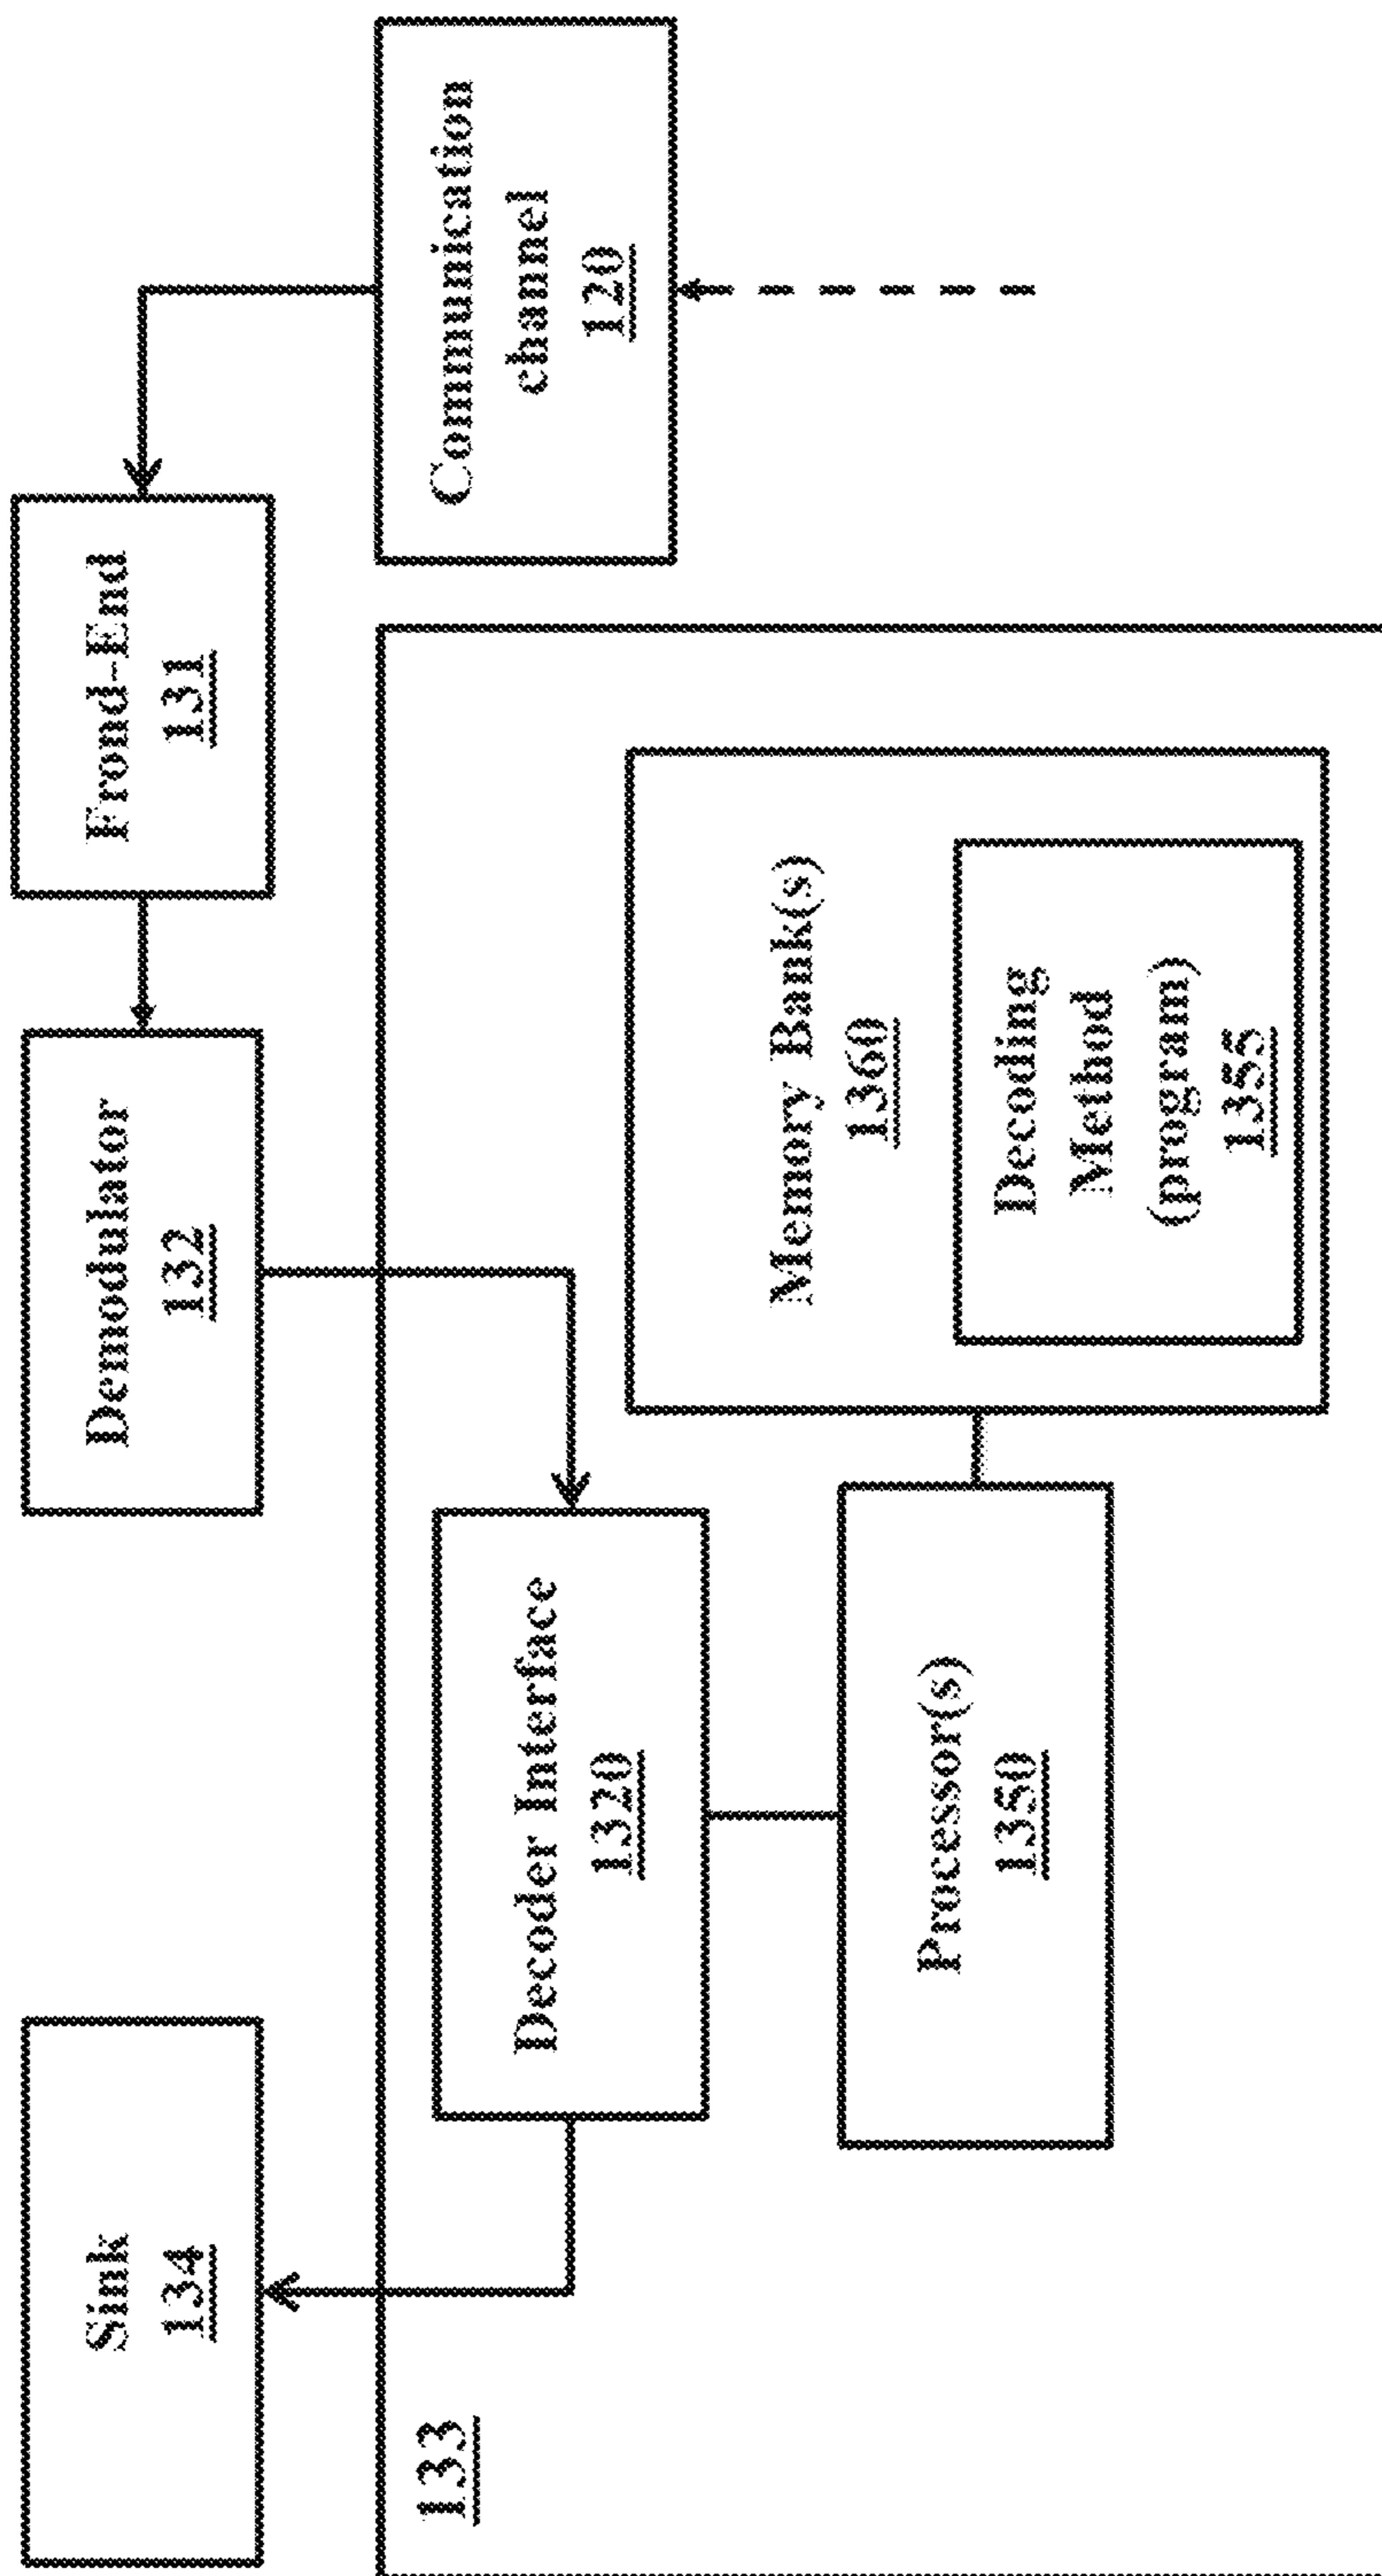 Sink
134
Demodulator
132
Frond-End
131
133
Decoder Interface
1320
Communication
channel
120
Processor(s)
1350
Memory Bank(s)
1360
Decoding
Method
(program)
1355